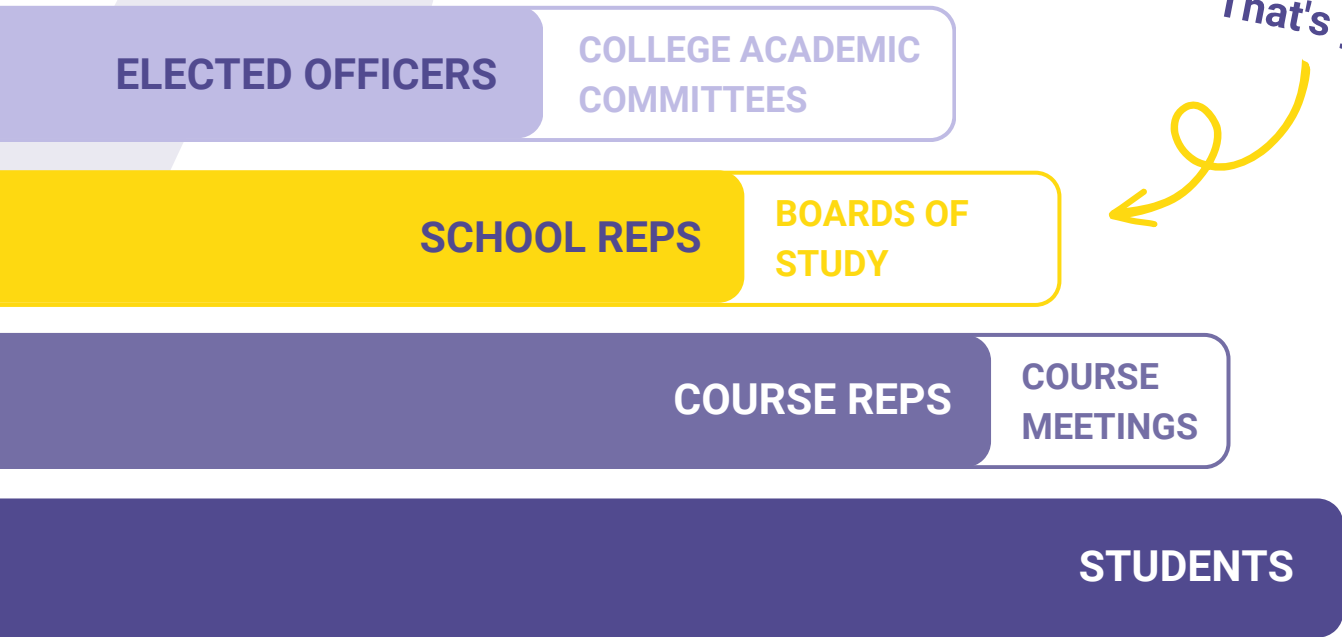 That's
ELECTED OFFICERS
COLLEGE ACADEMIC
COMMITTEES
SCHOOL REPS
BOARDS OF
STUDY
COURSE REPS
COURSE
MEETINGS
STUDENTS